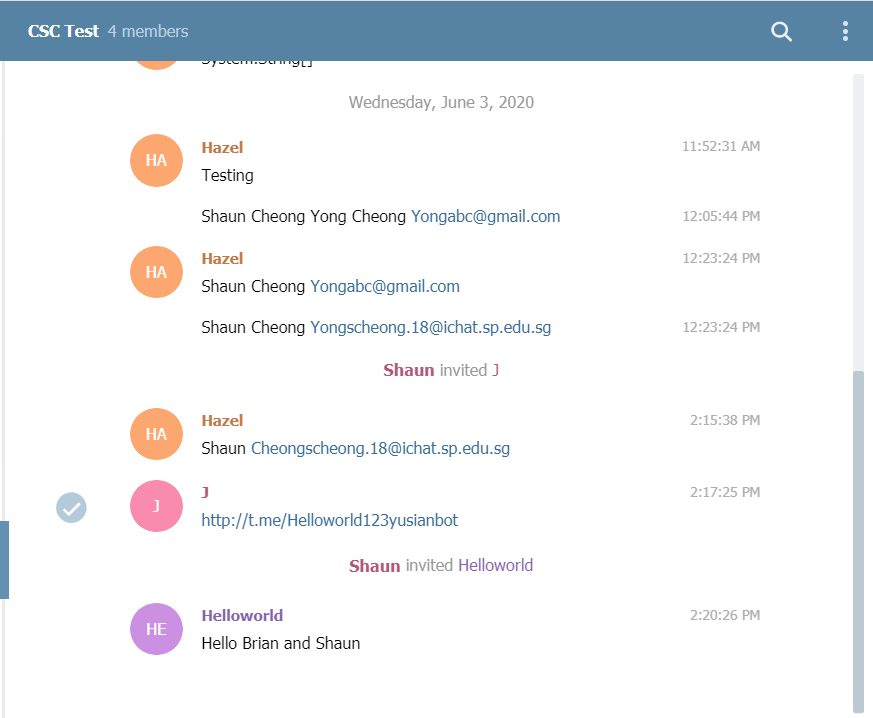 CSC Test 4 members
System.String[]
Wednesday, June 3, 2020
HA Hazel 11:52:31 AM
Testing
Shaun Cheong Yong Cheong Yongabc@gmail.com 12:05:44 PM
HA Hazel 12:23:24 PM
Shaun Cheong Yongabc@gmail.com
Shaun Cheong Yongscheong.18@ichat.sp.edu.sg 12:23:24 PM
Shaun invited J
HA Hazel 2:15:38 PM
Shaun Cheongscheong.18@ichat.sp.edu.sg
J J 2:17:25 PM
http://t.me/Helloworld123yusianbot
Shaun invited Helloworld
HE Helloworld 2:20:26 PM
Hello Brian and Shaun